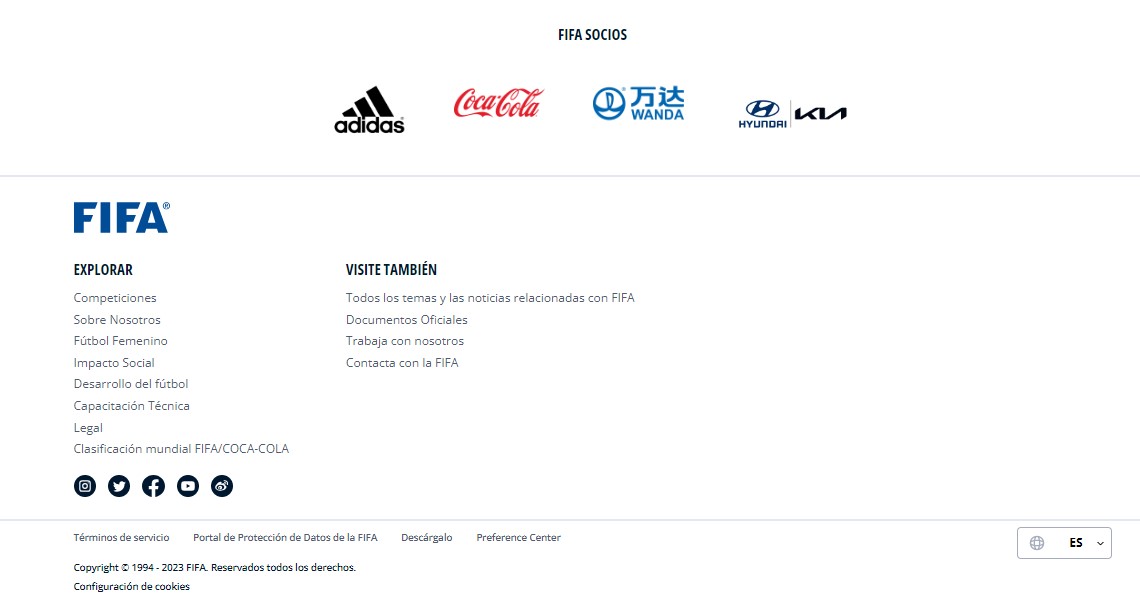 FIFA SOCIOS
adidas
Coca-Cola
万达
WANDA
HYUNDAI
KIA
FIFA®
EXPLORAR
Competiciones
Sobre Nosotros
Fútbol Femenino
Impacto Social
Desarrollo del fútbol
Capacitación Técnica
Legal
Clasificación mundial FIFA/COCA-COLA
VISITE TAMBIÉN
Todos los temas y las noticias relacionadas con FIFA
Documentos Oficiales
Trabaja con nosotros
Contacta con la FIFA
Términos de servicio
Portal de Protección de Datos de la FIFA
Descárgalo
Preference Center
ES
Copyright © 1994 - 2023 FIFA. Reservados todos los derechos.
Configuración de cookies